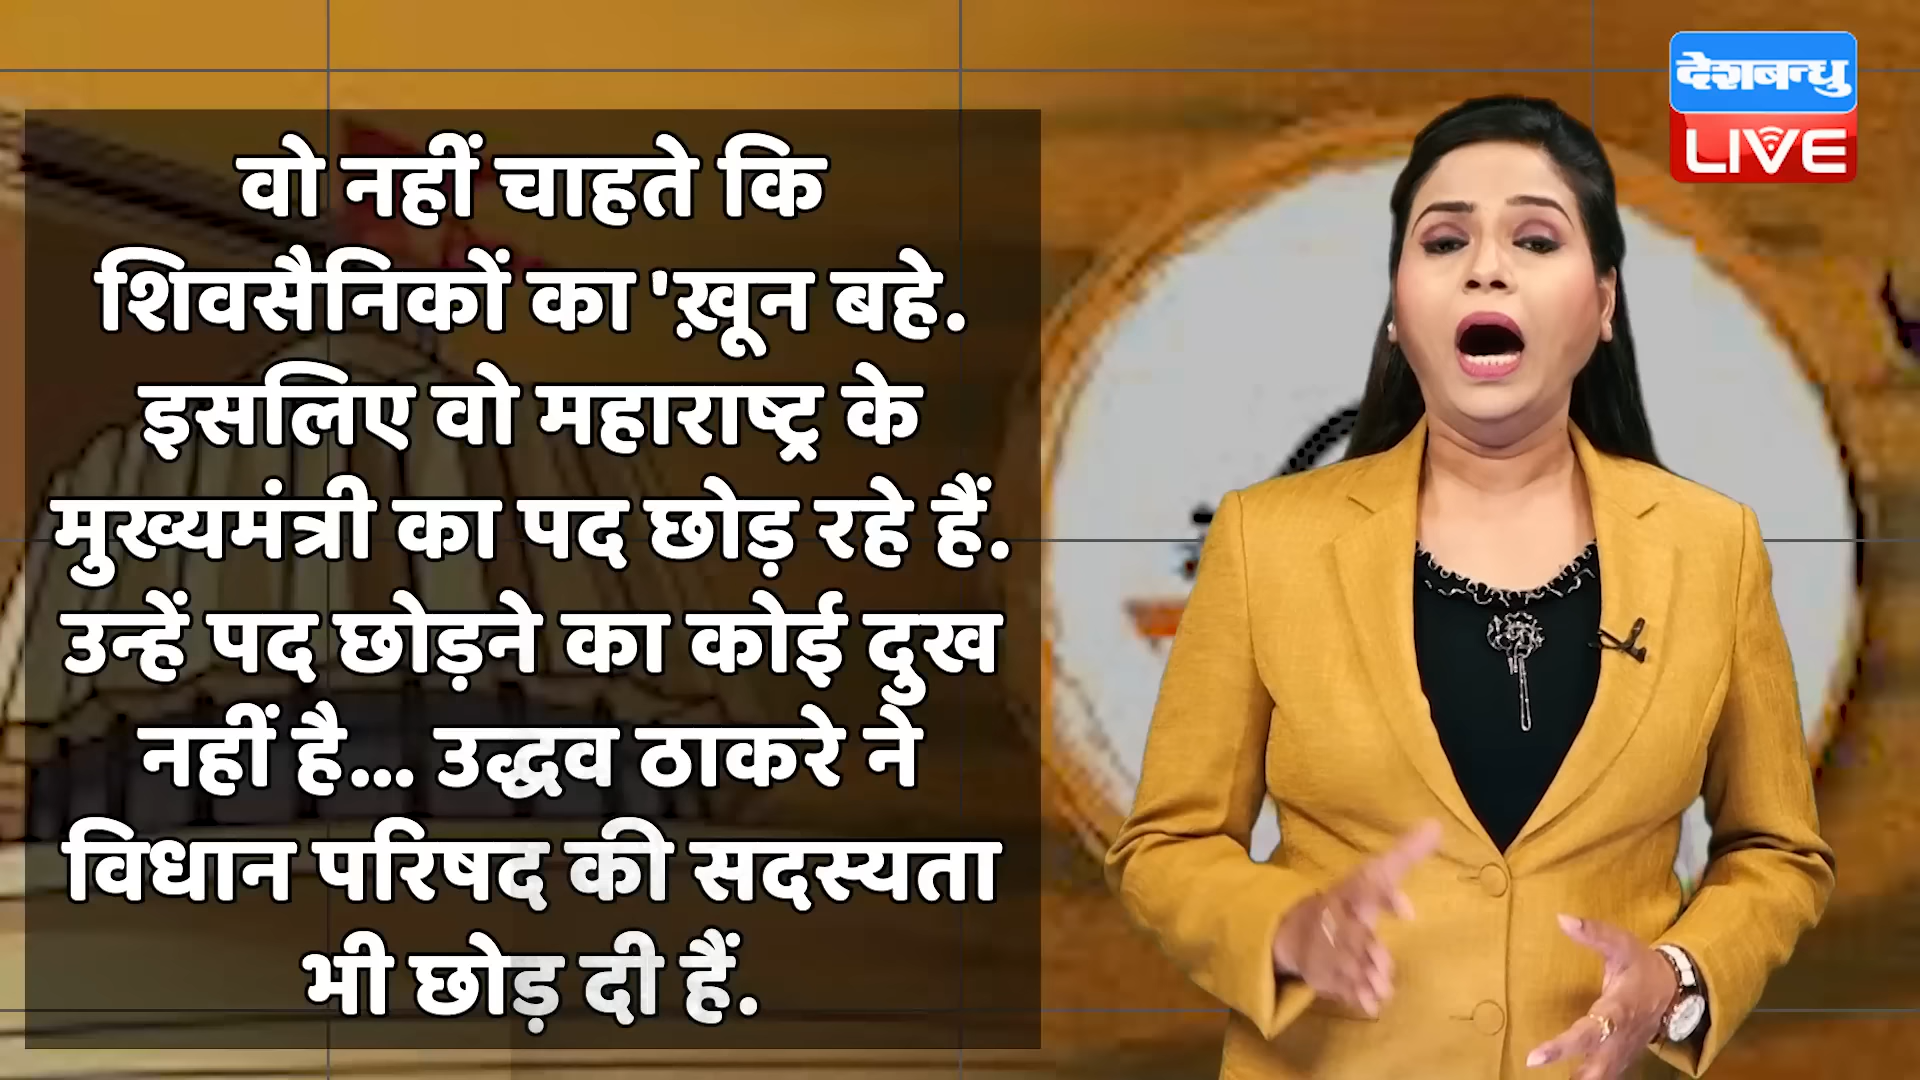 वो नहीं चाहते कि
शिवसैनिकों का 'ख़ून बहे.
इसलिए वो महाराष्ट्र के
मुख्यमंत्री का पद छोड़ रहे हैं.
उन्हें पद छोड़ने का कोई दुख
नहीं है... उद्धव ठाकरे ने
विधान परिषद की सदस्यता
भी छोड़ दी हैं.
देशबन्धु
LIVE